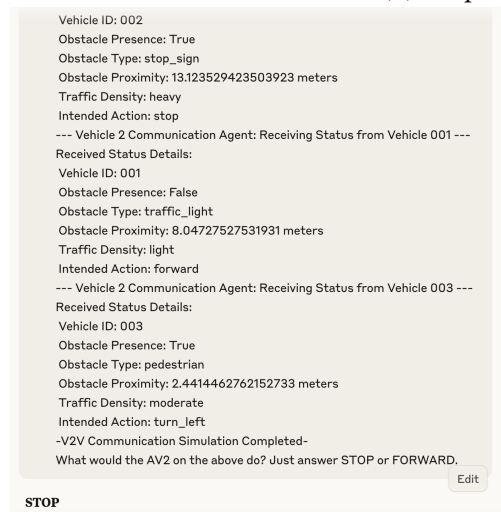 Vehicle ID: 002
Obstacle Presence: True
Obstacle Type: stop_sign
Obstacle Proximity: 13.123529423503923 meters
Traffic Density: heavy
Intended Action: stop
--- Vehicle 2 Communication Agent: Receiving Status from Vehicle 001 ---
Received Status Details:
Vehicle ID: 001
Obstacle Presence: False
Obstacle Type: traffic_light
Obstacle Proximity: 8.04727527531931 meters
Traffic Density: light
Intended Action: forward
--- Vehicle 2 Communication Agent: Receiving Status from Vehicle 003 ---
Received Status Details:
Vehicle ID: 003
Obstacle Presence: True
Obstacle Type: pedestrian
Obstacle Proximity: 2.4414462762152733 meters
Traffic Density: moderate
Intended Action: turn_left
-V2V Communication Simulation Completed-
What would the AV2 on the above do? Just answer STOP or FORWARD.
Edit
STOP